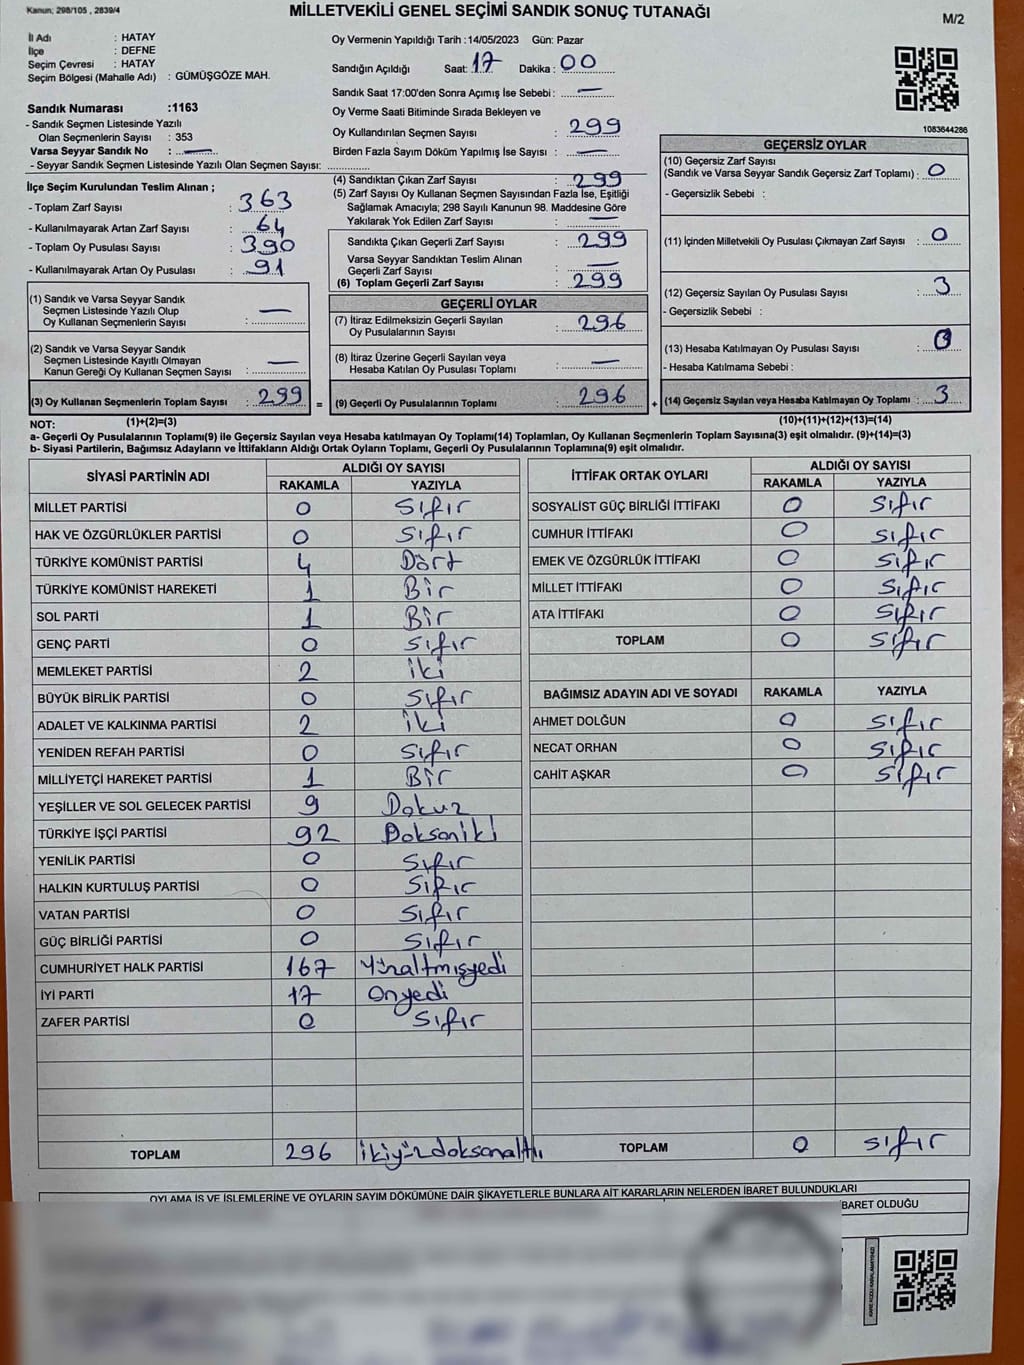 Kanun; 298/105 , 2839/4
MİLLETVEKİLİ GENEL SEÇİMİ SANDIK SONUÇ TUTANAĞI
M/2
İl Adı : HATAY
İlçe : DEFNE
Seçim Çevresi : HATAY
Seçim Bölgesi (Mahalle Adı) : GÜMÜŞGÖZE MAH.
Sandık Numarası :1163
- Sandık Seçmen Listesinde Yazılı
Olan Seçmenlerin Sayısı : 353
Varsa Seyyar Sandık No : —
- Seyyar Sandık Seçmen Listesinde Yazılı Olan Seçmen Sayısı:
Oy Vermenin Yapıldığı Tarih :14/05/2023 Gün: Pazar
Sandığın Açıldığı Saat: 17 Dakika : 00
Sandık Saat 17:00'den Sonra Açımış İse Sebebi : —
Oy Verme Saati Bitiminde Sırada Bekleyen ve
Oy Kullandırılan Seçmen Sayısı : 299
Birden Fazla Sayım Döküm Yapılmış İse Sayısı : —
1083644286
İlçe Seçim Kurulundan Teslim Alınan ;
- Toplam Zarf Sayısı : 363
- Kullanılmayarak Artan Zarf Sayısı : 64
- Toplam Oy Pusulası Sayısı : 390
- Kullanılmayarak Artan Oy Pusulası : 91
(1) Sandık ve Varsa Seyyar Sandık
Seçmen Listesinde Yazılı Olup
Oy Kullanan Seçmenlerin Sayısı : —
(2) Sandık ve Varsa Seyyar Sandık
Seçmen Listesinde Kayıtlı Olmayan
Kanun Gereği Oy Kullanan Seçmen Sayısı : —
(3) Oy Kullanan Seçmenlerin Toplam Sayısı : 299 =
(4) Sandıktan Çıkan Zarf Sayısı : 299
(5) Zarf Sayısı Oy Kullanan Seçmen Sayısından Fazla İse, Eşitliği
Sağlamak Amacıyla; 298 Sayılı Kanunun 98. Maddesine Göre
Yakılarak Yok Edilen Zarf Sayısı : —
Sandıkta Çıkan Geçerli Zarf Sayısı : 299
Varsa Seyyar Sandıktan Teslim Alınan
Geçerli Zarf Sayısı : —
(6) Toplam Geçerli Zarf Sayısı : 299
GEÇERLİ OYLAR
(7) İtiraz Edilmeksizin Geçerli Sayılan
Oy Pusulalarının Sayısı : 296
(8) İtiraz Üzerine Geçerli Sayılan veya
Hesaba Katılan Oy Pusulası Toplamı : —
(9) Geçerli Oy Pusulalarının Toplamı : 296 +
GEÇERSİZ OYLAR
(10) Geçersiz Zarf Sayısı
(Sandık ve Varsa Seyyar Sandık Geçersiz Zarf Toplamı) : 0
- Geçersizlik Sebebi :
(11) İçinden Milletvekili Oy Pusulası Çıkmayan Zarf Sayısı : 0
(12) Geçersiz Sayılan Oy Pusulası Sayısı : 3
- Geçersizlik Sebebi :
(13) Hesaba Katılmayan Oy Pusulası Sayısı : 0
- Hesaba Katılmama Sebebi :
(14) Geçersiz Sayılan veya Hesaba Katılmayan Oy Toplamı : 3
NOT: (1)+(2)=(3) (10)+(11)+(12)+(13)=(14)
a- Geçerli Oy Pusulalarının Toplamı(9) ile Geçersiz Sayılan veya Hesaba katılmayan Oy Toplamı(14) Toplamları, Oy Kullanan Seçmenlerin Toplam Sayısına(3) eşit olmalıdır. (9)+(14)=(3)
b- Siyasi Partilerin, Bağımsız Adayların ve İttifakların Aldığı Ortak Oyların Toplamı, Geçerli Oy Pusulalarının Toplamına(9) eşit olmalıdır.
SİYASİ PARTİNİN ADI ALDIĞI OY SAYISI
RAKAMLA YAZIYLA
MİLLET PARTİSİ 0 Sıfır
HAK VE ÖZGÜRLÜKLER PARTİSİ 0 Sıfır
TÜRKİYE KOMÜNİST PARTİSİ 4 Dört
TÜRKİYE KOMÜNİST HAREKETİ 1 Bir
SOL PARTİ 1 Bir
GENÇ PARTİ 0 Sıfır
MEMLEKET PARTİSİ 2 iki
BÜYÜK BİRLİK PARTİSİ 0 Sıfır
ADALET VE KALKINMA PARTİSİ 2 iki
YENİDEN REFAH PARTİSİ 0 Sıfır
MİLLİYETÇİ HAREKET PARTİSİ 1 Bir
YEŞİLLER VE SOL GELECEK PARTİSİ 9 Dokuz
TÜRKİYE İŞÇİ PARTİSİ 92 Doksaniki
YENİLİK PARTİSİ 0 Sıfır
HALKIN KURTULUŞ PARTİSİ 0 Sıfır
VATAN PARTİSİ 0 Sıfır
GÜÇ BİRLİĞİ PARTİSİ 0 Sıfır
CUMHURİYET HALK PARTİSİ 167 Yüzaltmışyedi
İYİ PARTİ 17 Onyedi
ZAFER PARTİSİ 0 Sıfır
TOPLAM 296 ikiyüzdoksanaltı
İTTİFAK ORTAK OYLARI ALDIĞI OY SAYISI
RAKAMLA YAZIYLA
SOSYALİST GÜÇ BİRLİĞİ İTTİFAKI 0 Sıfır
CUMHUR İTTİFAKI 0 Sıfır
EMEK VE ÖZGÜRLÜK İTTİFAKI 0 Sıfır
MİLLET İTTİFAKI 0 Sıfır
ATA İTTİFAKI 0 Sıfır
TOPLAM 0 Sıfır
BAĞIMSIZ ADAYIN ADI VE SOYADI RAKAMLA YAZIYLA
AHMET DOLĞUN 0 Sıfır
NECAT ORHAN 0 Sıfır
CAHİT AŞKAR 0 Sıfır
TOPLAM 0 Sıfır
OYLAMA İŞ VE İŞLEMLERİNE VE OYLARIN SAYIM DÖKÜMÜNE DAİR ŞİKAYETLERLE BUNLARA AİT KARARLARIN NELERDEN İBARET BULUNDUKLARI
BARET OLDUĞU